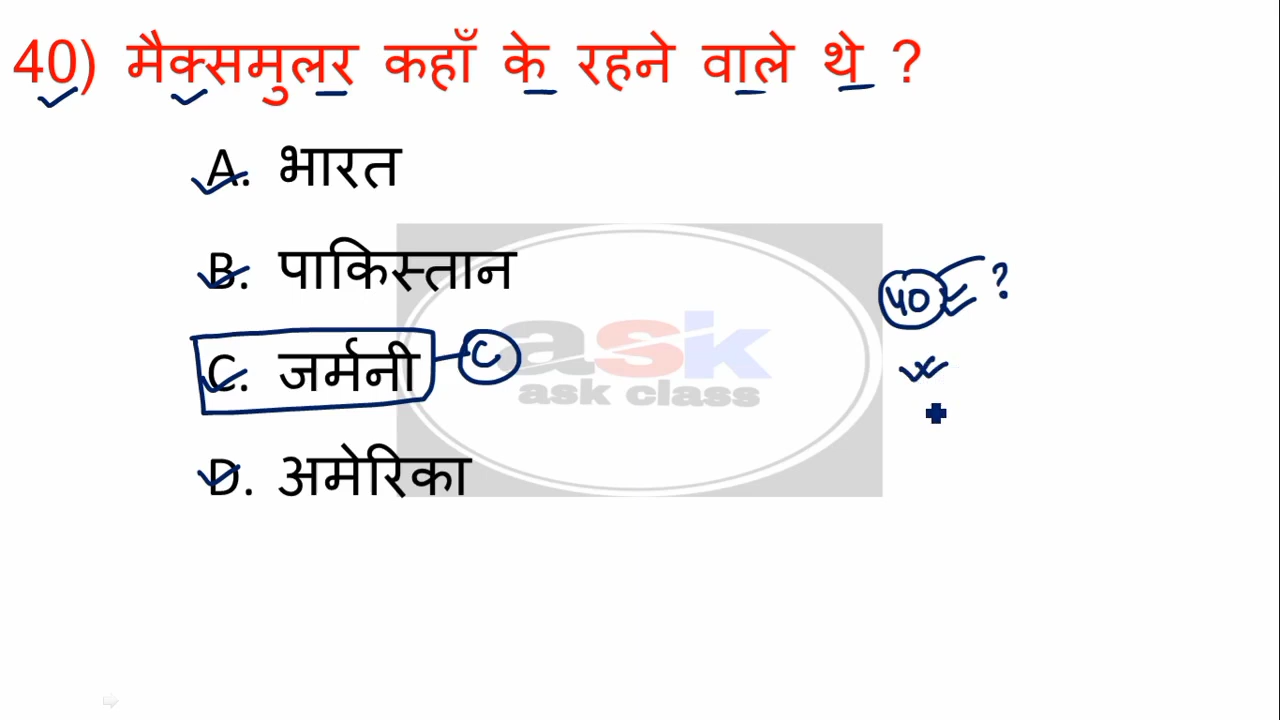 40) मैक्समुलर कहाँ के रहने वाले थे ?
A. भारत
B. पाकिस्तान
C. जर्मनी C
D. अमेरिका
40 ?
ask
ask class